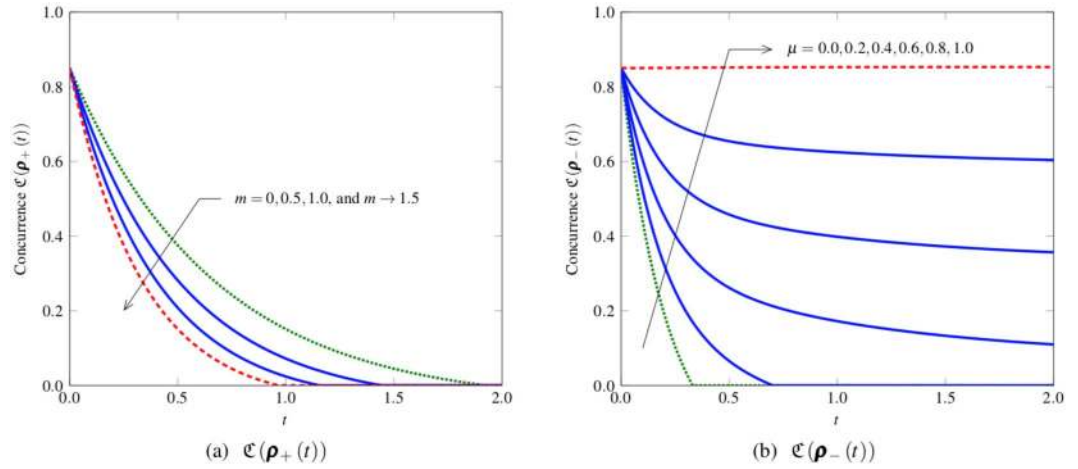 1.0
0.8
0.6
0.4
0.2
0.0
Concurrence ℭ(ρ₊(t))
m = 0, 0.5, 1.0, and m → 1.5
0.0 0.5 1.0 1.5 2.0
t
(a) ℭ(ρ₊(t))
1.0
0.8
0.6
0.4
0.2
0.0
Concurrence ℭ(ρ₋(t))
μ = 0.0, 0.2, 0.4, 0.6, 0.8, 1.0
0.0 0.5 1.0 1.5 2.0
t
(b) ℭ(ρ₋(t))